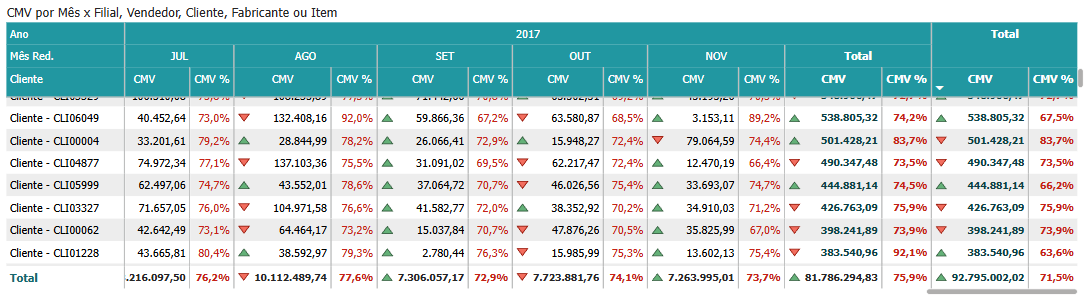 CMV por Mês x Filial, Vendedor, Cliente, Fabricante ou Item
Ano 2017 Total
Mês Red. JUL AGO SET OUT NOV Total
Cliente CMV CMV % CMV CMV % CMV CMV % CMV CMV % CMV CMV % CMV CMV % CMV CMV %
Cliente - CLI06049 40.452,64 73,0% 132.408,16 92,0% 59.866,36 67,2% 63.580,87 68,5% 3.153,11 89,2% 538.805,32 74,2% 538.805,32 67,5%
Cliente - CLI00004 33.201,61 79,2% 28.844,99 78,2% 26.066,41 72,9% 15.948,27 72,4% 79.064,59 74,4% 501.428,21 83,7% 501.428,21 83,7%
Cliente - CLI04877 74.972,34 77,1% 137.103,36 75,5% 31.091,02 69,5% 62.217,47 72,4% 12.470,19 66,4% 490.347,48 73,5% 490.347,48 73,5%
Cliente - CLI05999 62.497,06 74,7% 43.552,01 78,6% 37.064,72 70,7% 46.026,56 75,4% 33.693,07 74,7% 444.881,14 74,5% 444.881,14 66,2%
Cliente - CLI03327 71.657,05 76,0% 104.971,58 76,6% 41.582,77 72,0% 38.352,92 70,2% 34.910,03 71,2% 426.763,09 75,9% 426.763,09 75,9%
Cliente - CLI00062 42.642,49 73,1% 64.464,17 73,2% 15.037,84 70,7% 47.876,26 70,5% 35.825,99 67,0% 398.241,89 73,9% 398.241,89 73,9%
Cliente - CLI01228 43.665,81 80,4% 38.592,97 79,3% 2.780,44 76,3% 15.985,99 75,3% 13.602,13 75,4% 383.540,96 92,1% 383.540,96 63,6%
Total .216.097,50 76,2% 10.112.489,74 77,6% 7.306.057,17 72,9% 7.723.881,76 74,1% 7.263.995,01 73,7% 81.786.294,83 75,9% 92.795.002,02 71,5%